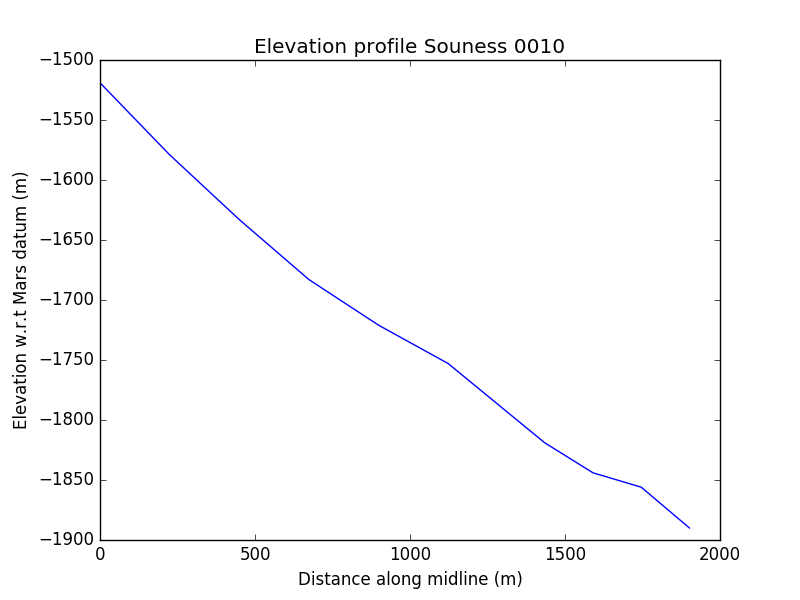 Elevation profile Souness 0010
−1500
−1550
−1600
−1650
−1700
−1750
−1800
−1850
−1900
Elevation w.r.t Mars datum (m)
0 500 1000 1500 2000
Distance along midline (m)